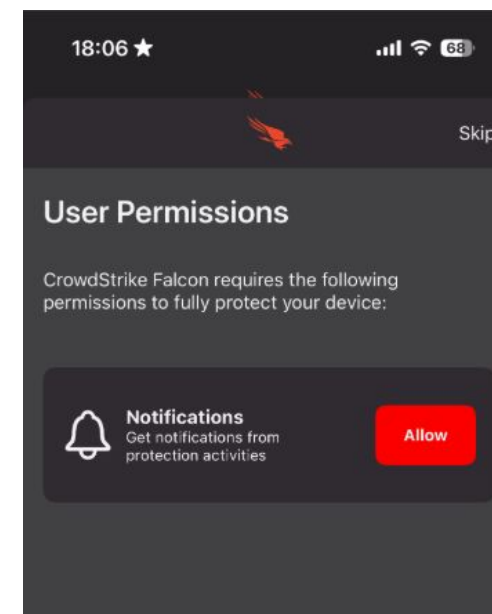 18:06
68
Skip
User Permissions
CrowdStrike Falcon requires the following
permissions to fully protect your device:
Notifications
Get notifications from
protection activities
Allow